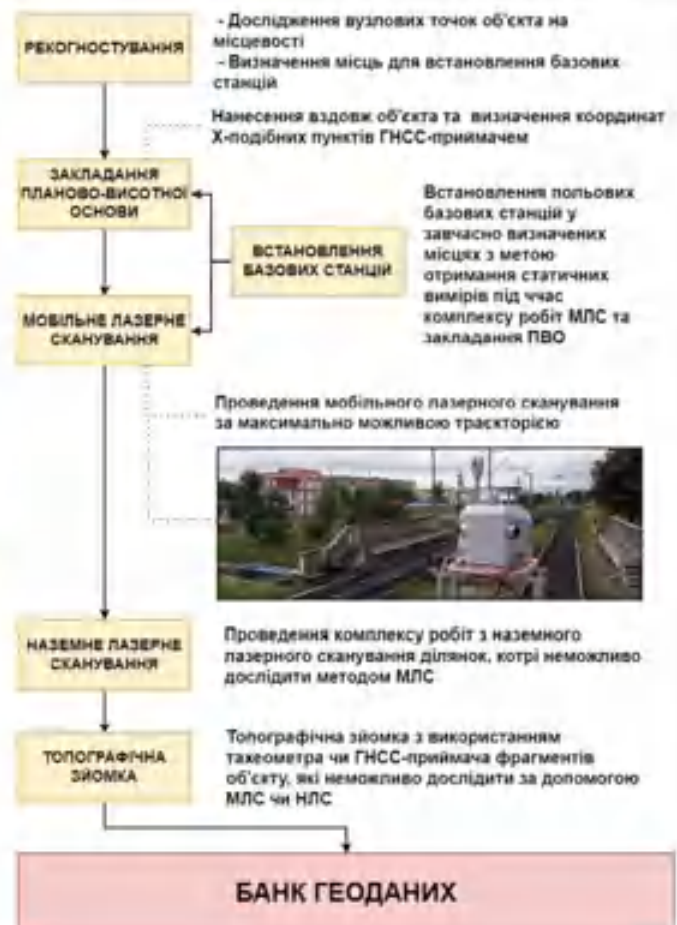 РЕКОГНОСТУВАННЯ
- Дослідження вузлових точок об'єкта на
місцевості
- Визначення місць для встановлення базових
станцій
Нанесення вздовж об'єкта та визначення координат
Х-подібних пунктів ГНСС-приймачем
ЗАКЛАДАННЯ
ПЛАНОВО-ВИСОТНОЇ
ОСНОВИ
ВСТАНОВЛЕННЯ
БАЗОВИХ СТАНЦІЙ
Встановлення польових
базових станцій у
завчасно визначених
місцях з метою
отримання статичних
вимірів під ччас
комплексу робіт МЛС та
закладання ПВО
МОБІЛЬНЕ ЛАЗЕРНЕ
СКАНУВАННЯ
Проведення мобільного лазерного сканування
за максимально можливою траєкторією
НАЗЕМНЕ ЛАЗЕРНЕ
СКАНУВАННЯ
Проведення комплексу робіт з наземного
лазерного сканування ділянок, котрі неможливо
дослідити методом МЛС
ТОПОГРАФІЧНА
ЗЙОМКА
Топографічна зйомка з використанням
тахеометра чи ГНСС-приймача фрагментів
об'єкту, які неможливо дослідити за допомогою
МЛС чи НЛС
БАНК ГЕОДАНИХ